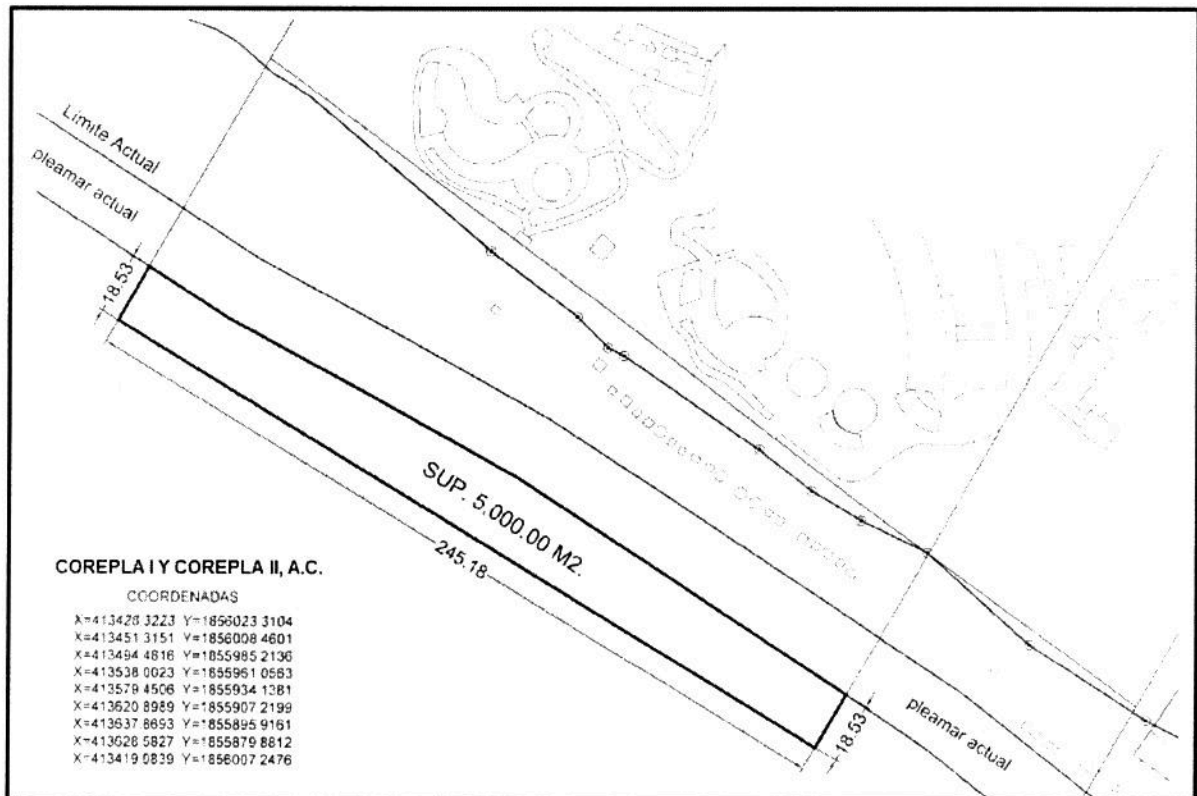 Límite Actual
pleamar actual
18.53
SUP. 5.000.00 M2.
245.18
18.53
pleamar actual
COREPLA I Y COREPLA II, A.C.
COORDENADAS
X=413428.3223 Y=1856023.3104
X=413451.3151 Y=1856008.4601
X=413494.4816 Y=1855985.2136
X=413538.0023 Y=1855961.0563
X=413579.4506 Y=1855934.1381
X=413620.8989 Y=1855907.2199
X=413637.8693 Y=1855895.9161
X=413628.5827 Y=1855879.8812
X=413419.0839 Y=1856007.2476